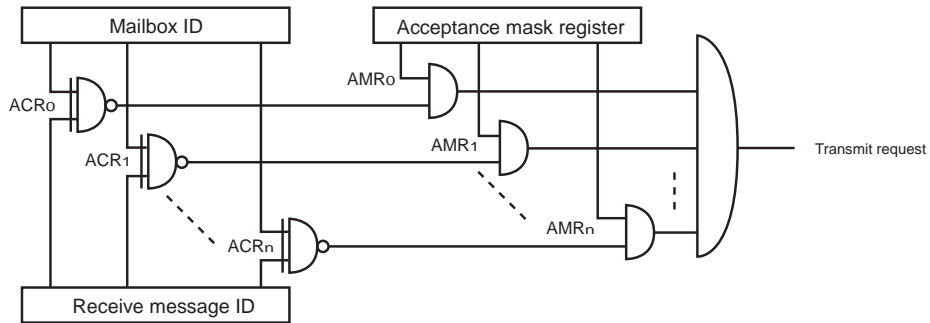 Mailbox ID
Acceptance mask register
AMR0
ACR0
AMR1
ACR1
Transmit request
AMRn
ACRn
Receive message ID